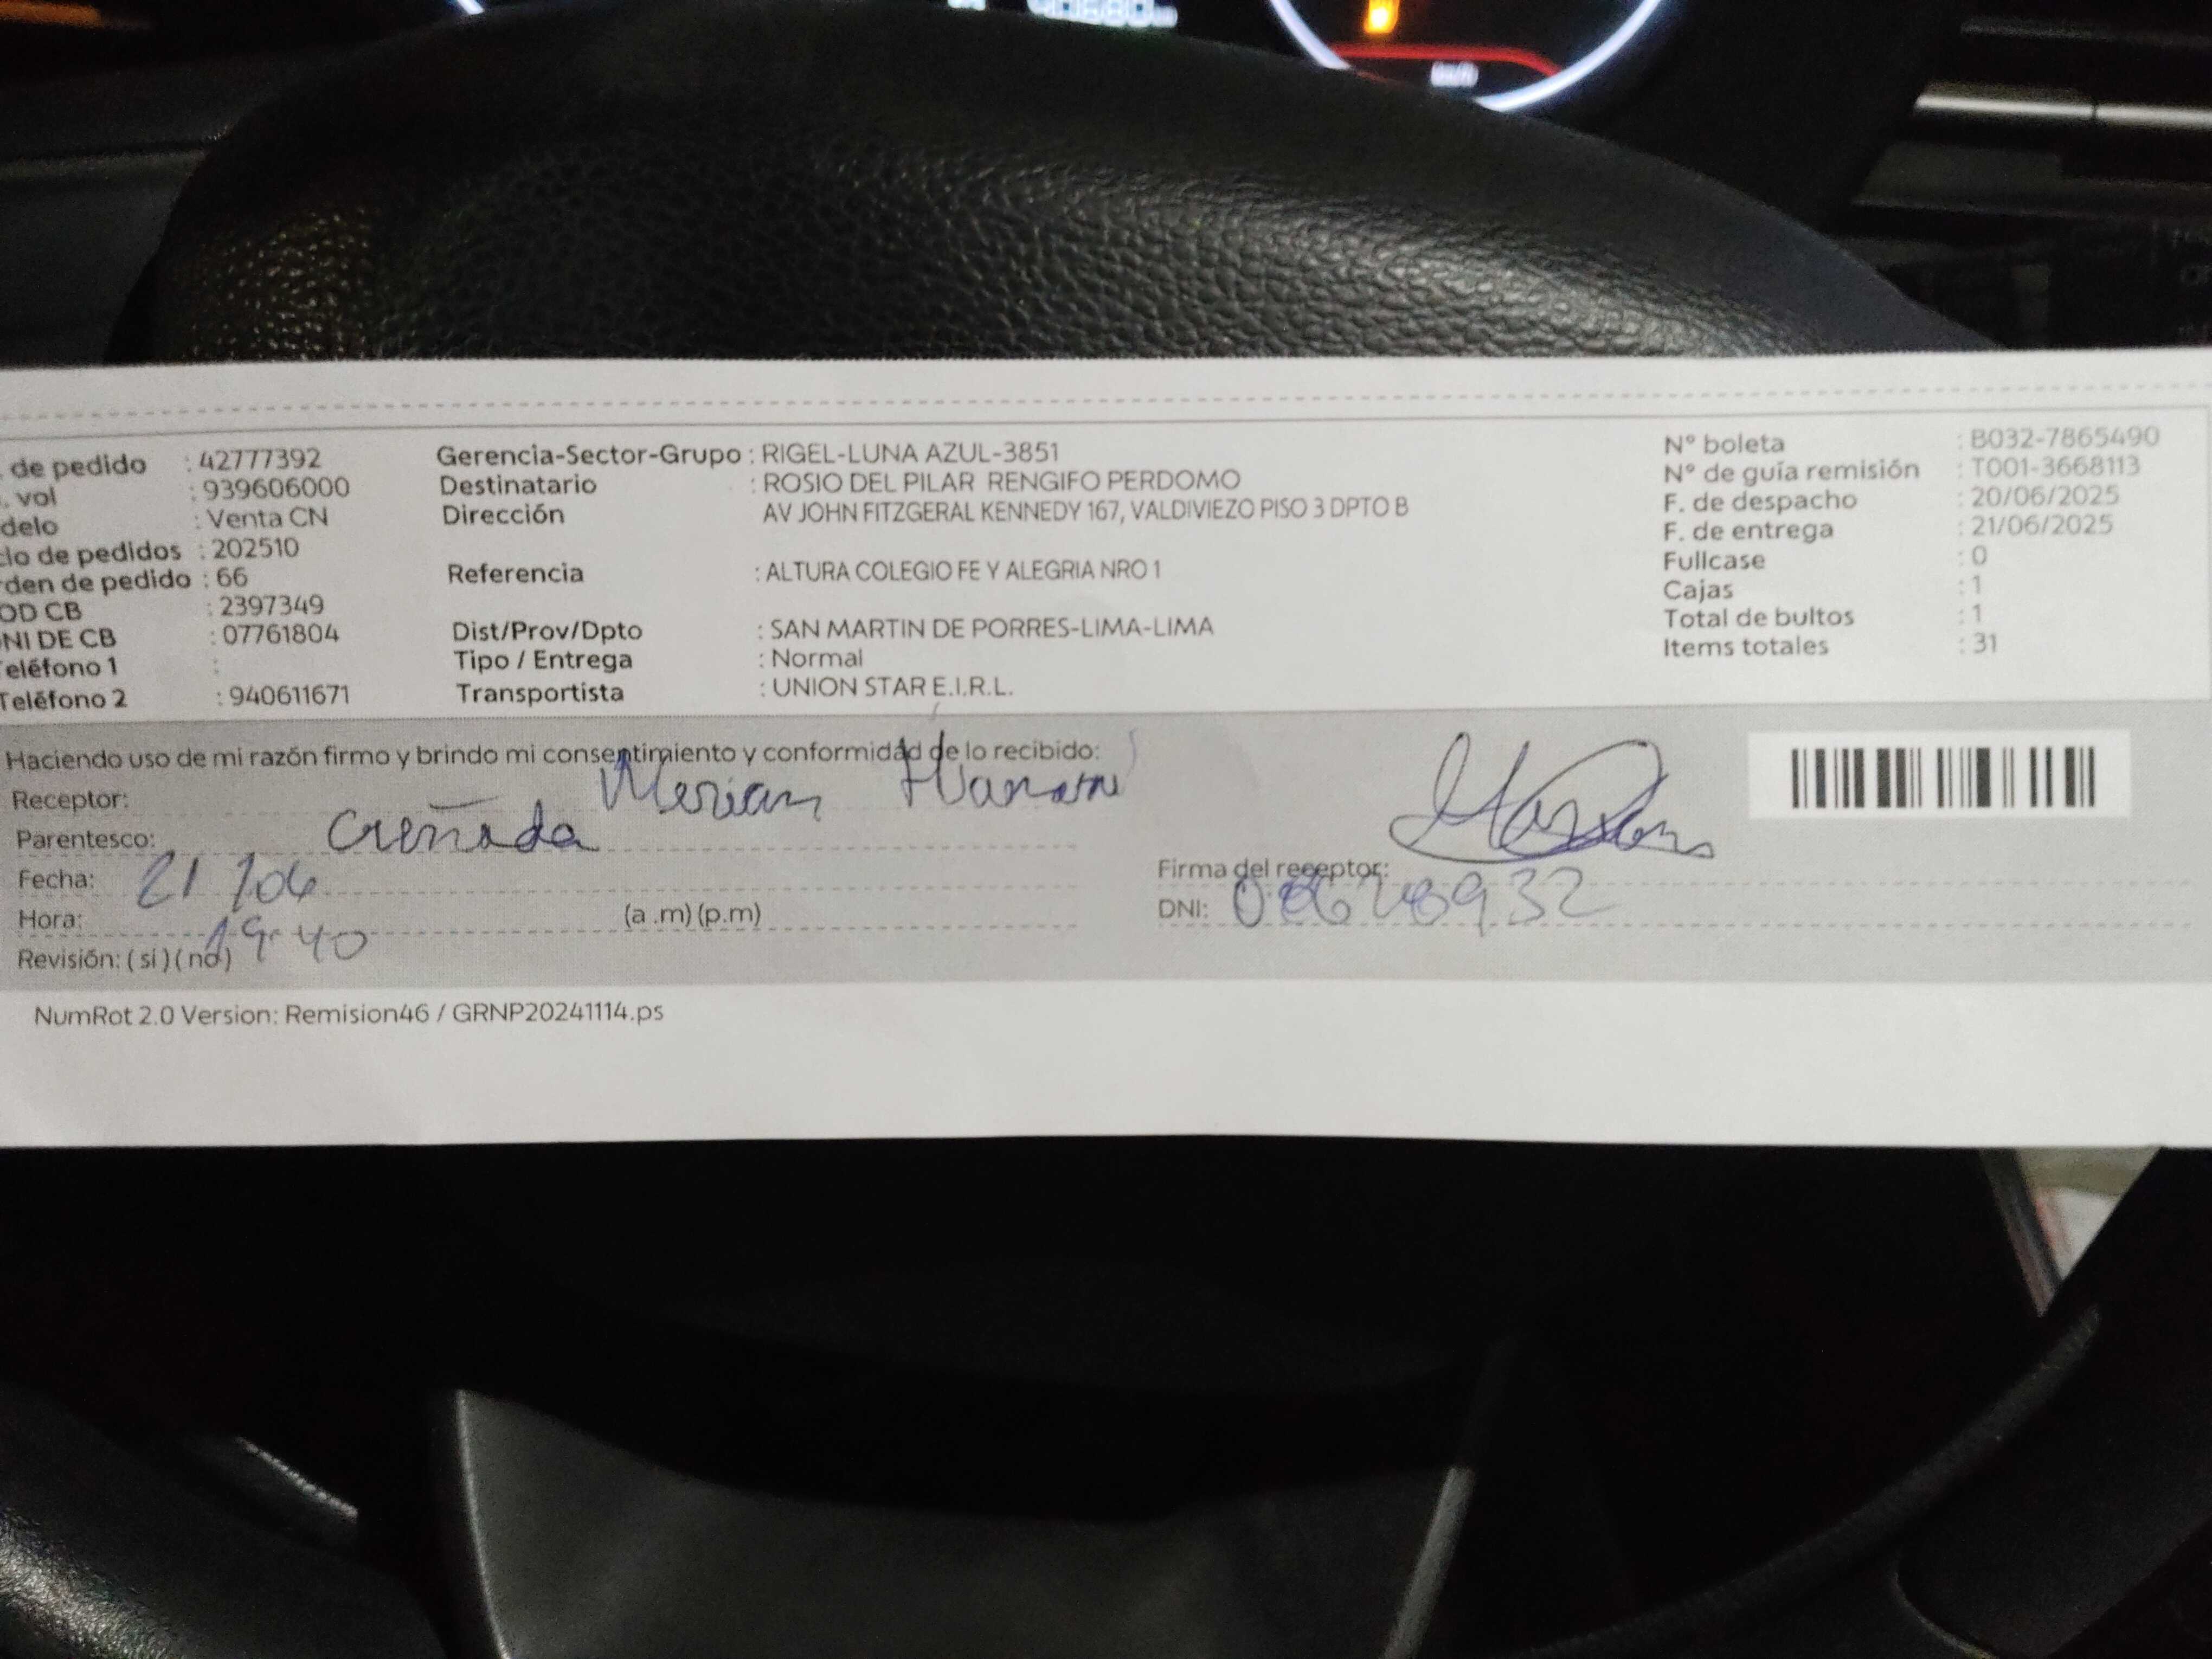 km/h
de pedido : 42777392
. vol : 939606000
delo : Venta CN
clo de pedidos : 202510
rden de pedido : 66
OD CB : 2397349
NI DE CB : 07761804
Teléfono 1 :
Teléfono 2 : 940611671
Gerencia-Sector-Grupo : RIGEL-LUNA AZUL-3851
Destinatario : ROSIO DEL PILAR RENGIFO PERDOMO
Dirección AV JOHN FITZGERAL KENNEDY 167, VALDIVIEZO PISO 3 DPTO B
Referencia : ALTURA COLEGIO FE Y ALEGRIA NRO 1
Dist/Prov/Dpto : SAN MARTIN DE PORRES-LIMA-LIMA
Tipo / Entrega : Normal
Transportista : UNION STAR E.I.R.L.
N° boleta : B032-7865490
N° de guía remisión : T001-3668113
F. de despacho : 20/06/2025
F. de entrega : 21/06/2025
Fullcase : 0
Cajas : 1
Total de bultos : 1
Items totales : 31
Haciendo uso de mi razón firmo y brindo mi consentimiento y conformidad de lo recibido:
Receptor: Merian
Parentesco: cuñada
Fecha: 21/06
Hora: 19:40 (a .m) (p.m)
Revisión: ( si ) ( no )
Firma del receptor:
DNI:
NumRot 2.0 Version: Remision46 / GRNP20241114.ps